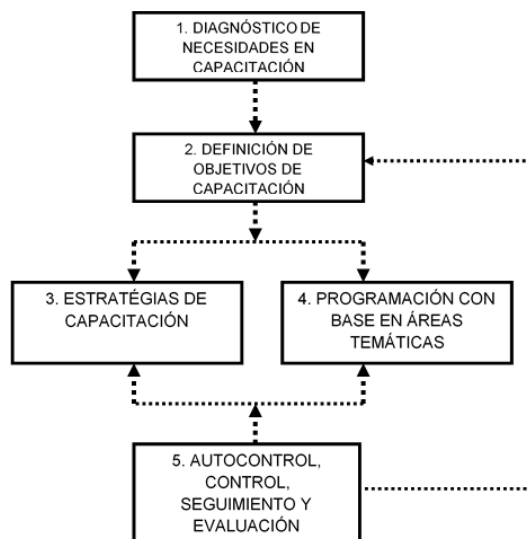 1. DIAGNÓSTICO DE
NECESIDADES EN
CAPACITACIÓN
2. DEFINICIÓN DE
OBJETIVOS DE
CAPACITACIÓN
3. ESTRATÉGIAS DE
CAPACITACIÓN
4. PROGRAMACIÓN CON
BASE EN ÁREAS
TEMÁTICAS
5. AUTOCONTROL,
CONTROL,
SEGUIMIENTO Y
EVALUACIÓN